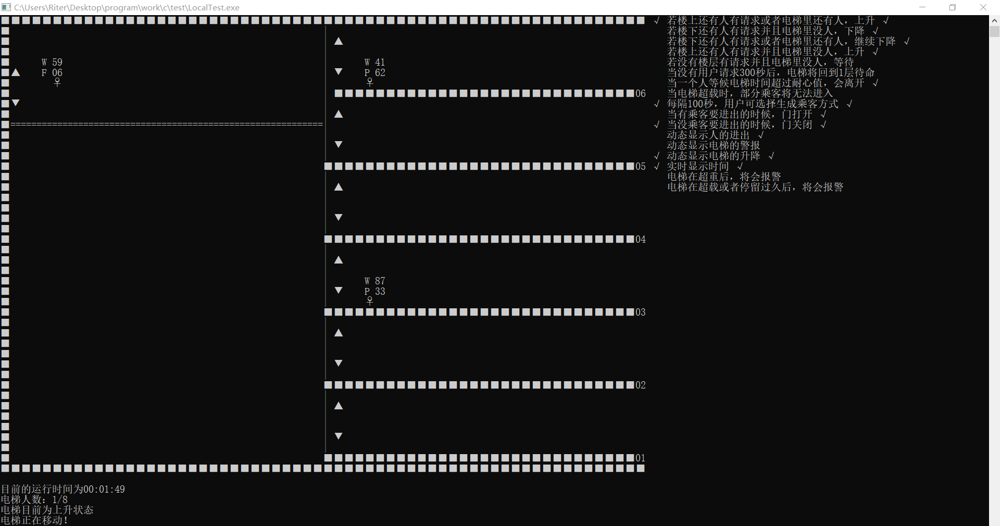 C:\Users\Riter\Desktop\program\work\c\test\LocalTest.exe
√ 若楼上还有人有请求或者电梯里还有人，上升 √
若楼下还有人有请求并且电梯里没人，下降 √
若楼下还有人有请求或者电梯里还有人，继续下降 √
若楼上还有人有请求并且电梯里没人，上升 √
若没有楼层有请求并且电梯里没人，等待
当没有用户请求300秒后，电梯将回到1层待命
当一个人等候电梯时间超过耐心值，会离开 √
当电梯超载时，部分乘客将无法进入
√ 每隔100秒，用户可选择生成乘客方式 √
当有乘客要进出的时候，门打开 √
√ 当没乘客要进出的时候，门关闭 √
动态显示人的进出 √
动态显示电梯的警报
√ 动态显示电梯的升降 √
√ 实时显示时间 √
电梯在超重后，将会报警
电梯在超载或者停留过久后，将会报警
W 59
F 06
W 41
P 62
06
05
04
W 87
P 33
03
02
01
目前的运行时间为00:01:49
电梯人数：1/8
电梯目前为上升状态
电梯正在移动！